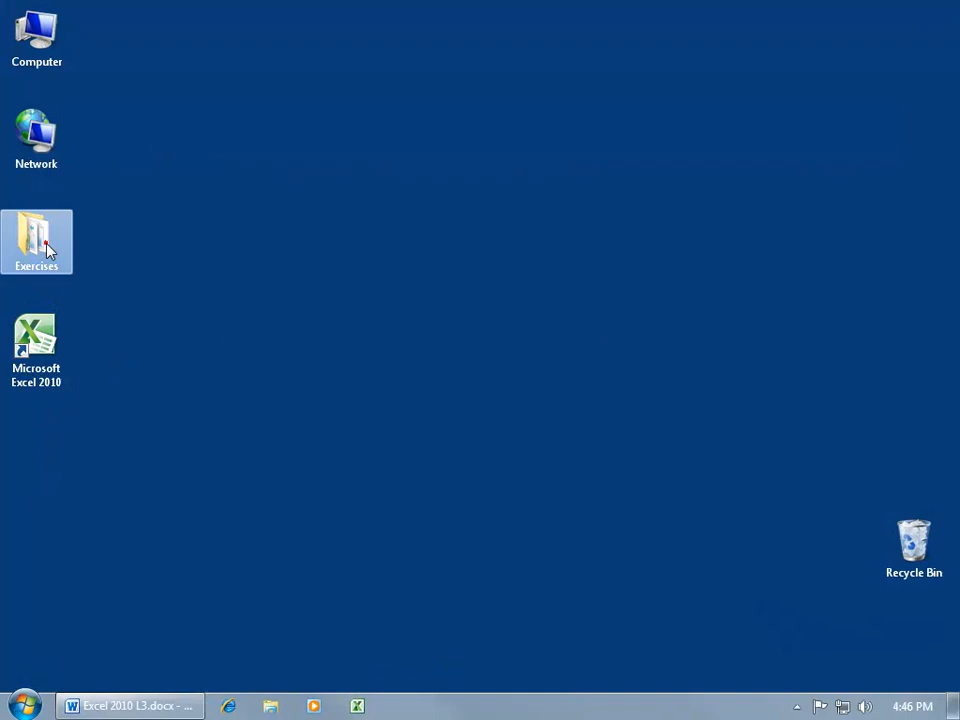 Computer
Network
Exercises
Microsoft
Excel 2010
Recycle Bin
Excel 2010 L3.docx - ...
4:46 PM